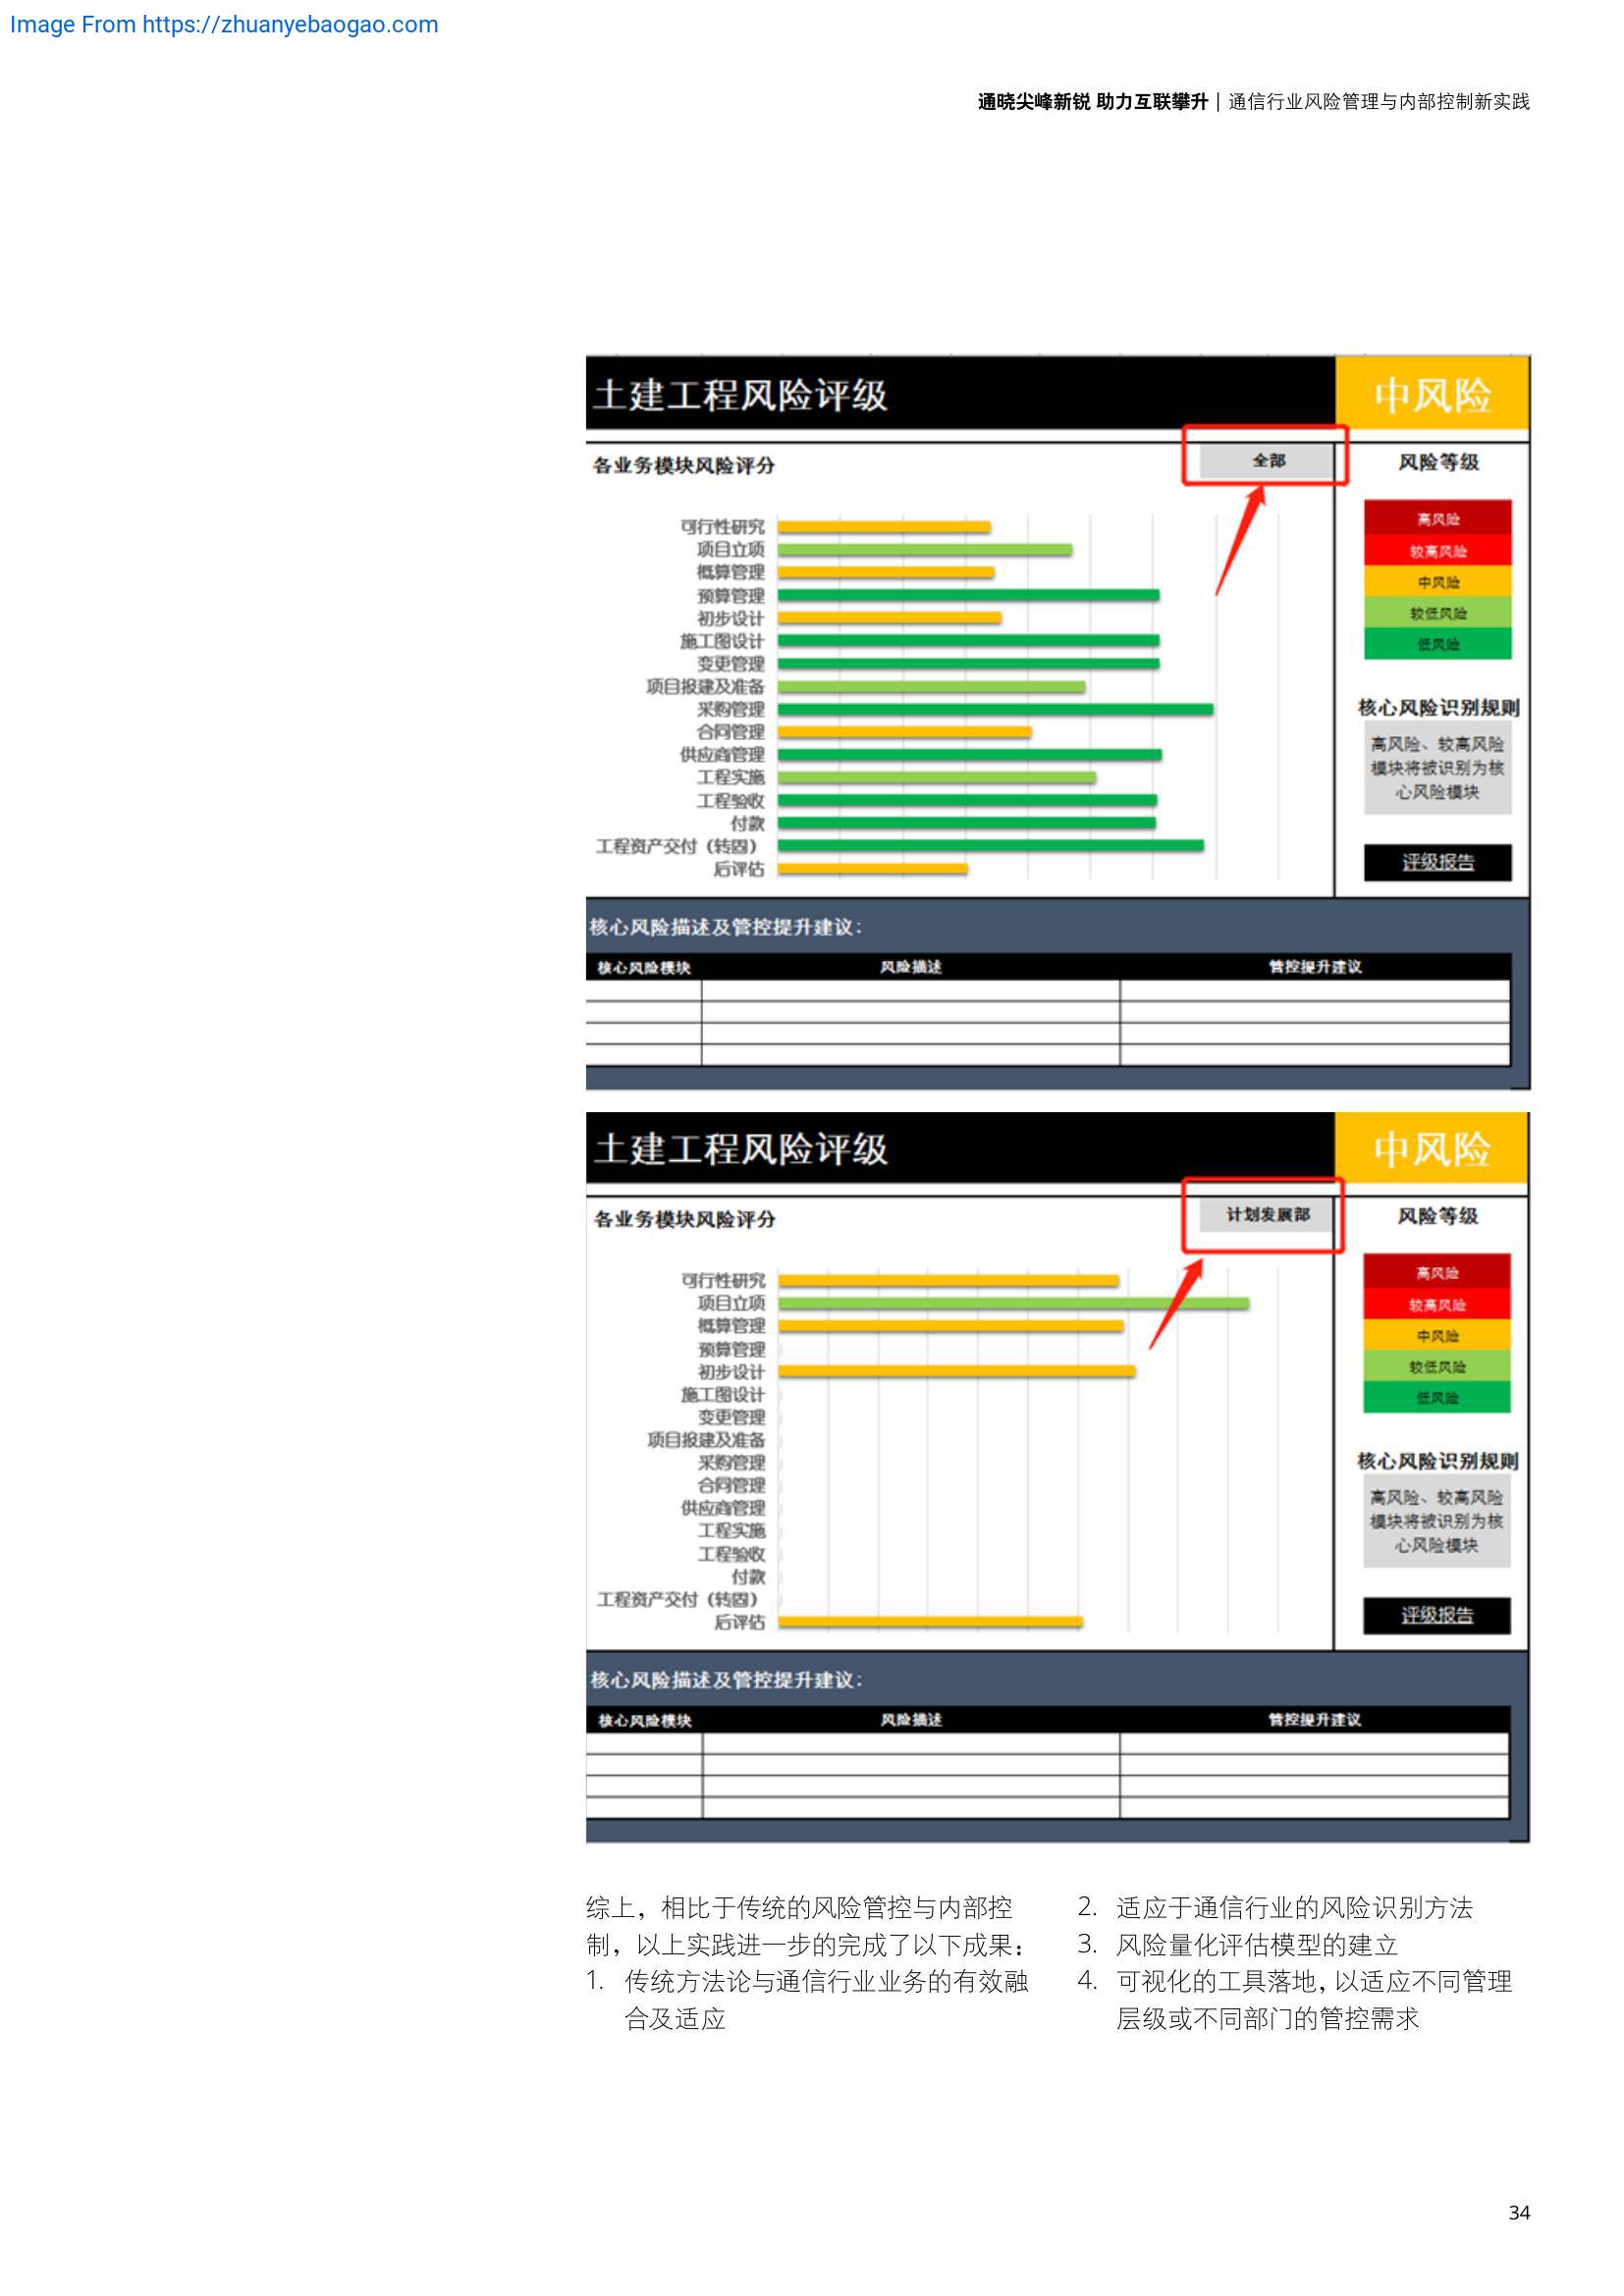 Image From https://zhuanyebaogao.com
通晓尖峰新锐 助力互联攀升 | 通信行业风险管理与内部控制新实践
土建工程风险评级
中风险
各业务模块风险评分
全部
可行性研究
项目立项
概算管理
预算管理
初步设计
施工图设计
变更管理
项目报建及准备
采购管理
合同管理
供应商管理
工程实施
工程验收
付款
工程资产交付（转固）
后评估
风险等级
高风险
较高风险
中风险
较低风险
低风险
核心风险识别规则
高风险、较高风险
模块将被识别为核
心风险模块
评级报告
核心风险描述及管控提升建议：
核心风险模块 风险描述 管控提升建议
土建工程风险评级
中风险
各业务模块风险评分
计划发展部
可行性研究
项目立项
概算管理
预算管理
初步设计
施工图设计
变更管理
项目报建及准备
采购管理
合同管理
供应商管理
工程实施
工程验收
付款
工程资产交付（转固）
后评估
风险等级
高风险
较高风险
中风险
较低风险
低风险
核心风险识别规则
高风险、较高风险
模块将被识别为核
心风险模块
评级报告
核心风险描述及管控提升建议：
核心风险模块 风险描述 管控提升建议
综上，相比于传统的风险管控与内部控
制，以上实践进一步的完成了以下成果：
1. 传统方法论与通信行业业务的有效融
合及适应
2. 适应于通信行业的风险识别方法
3. 风险量化评估模型的建立
4. 可视化的工具落地，以适应不同管理
层级或不同部门的管控需求
34